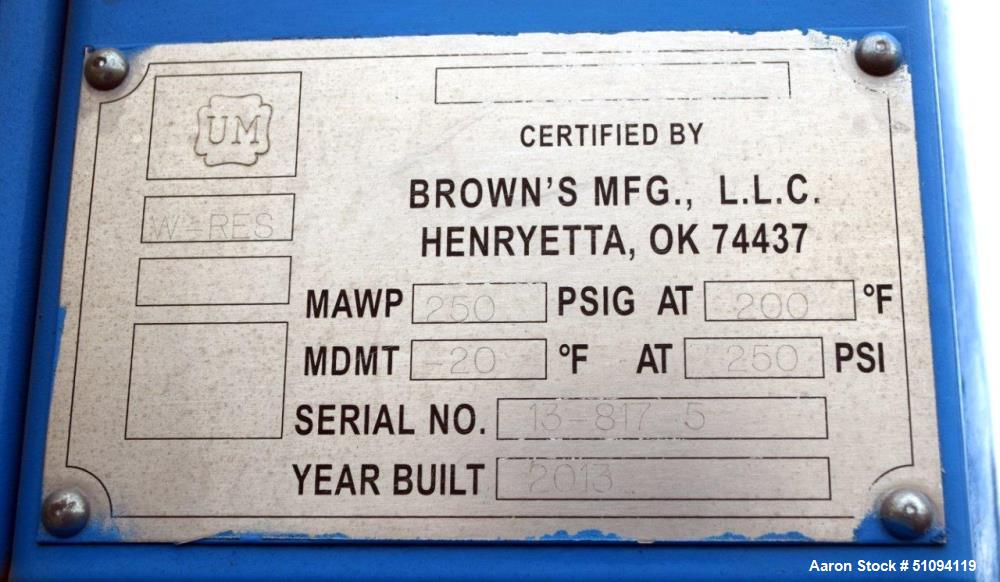 UM
W-RES
CERTIFIED BY
BROWN'S MFG., L.L.C.
HENRYETTA, OK 74437
MAWP 250 PSIG AT 200 °F
MDMT -20 °F AT 250 PSI
SERIAL NO. 13-817-5
YEAR BUILT 2013
Aaron Stock # 51094119